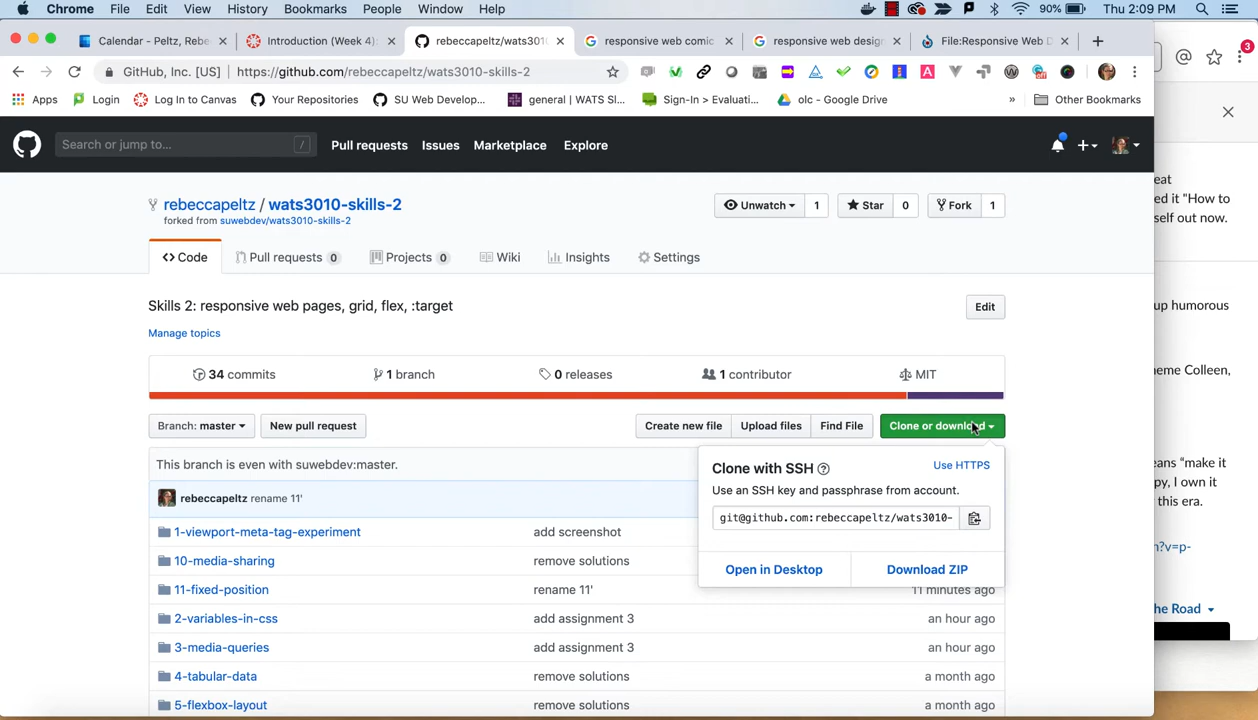 Chrome File Edit View History Bookmarks People Window Help 90% Thu 2:09 PM
Calendar - Peltz, Rebe
Introduction (Week 4):
rebeccapeltz/wats3010
responsive web comic
responsive web desig
File:Responsive Web D
GitHub, Inc. [US] | https://github.com/rebeccapeltz/wats3010-skills-2
3
Apps Login Log In to Canvas Your Repositories SU Web Develop... general | WATS Sl... Sign-In > Evaluati... olc - Google Drive » Other Bookmarks
Search or jump to... /
Pull requests Issues Marketplace Explore
eat
ed it "How to
self out now.
rebeccapeltz / wats3010-skills-2
forked from suwebdev/wats3010-skills-2
Unwatch 1 Star 0 Fork 1
Code Pull requests 0 Projects 0 Wiki Insights Settings
Skills 2: responsive web pages, grid, flex, :target
Edit
up humorous
Manage topics
34 commits 1 branch 0 releases 1 contributor MIT
eme Colleen,
Branch: master New pull request Create new file Upload files Find File Clone or download
This branch is even with suwebdev:master.
Clone with SSH ? Use HTTPS
Use an SSH key and passphrase from account.
git@github.com:rebeccapeltz/wats3010-
Open in Desktop Download ZIP
eans “make it
py, I own it
this era.
n?v=p-
he Road
rebeccapeltz rename 11'
1-viewport-meta-tag-experiment add screenshot
10-media-sharing remove solutions
11-fixed-position rename 11' 11 minutes ago
2-variables-in-css add assignment 3 an hour ago
3-media-queries add assignment 3 an hour ago
4-tabular-data remove solutions a month ago
5-flexbox-layout remove solutions a month ago